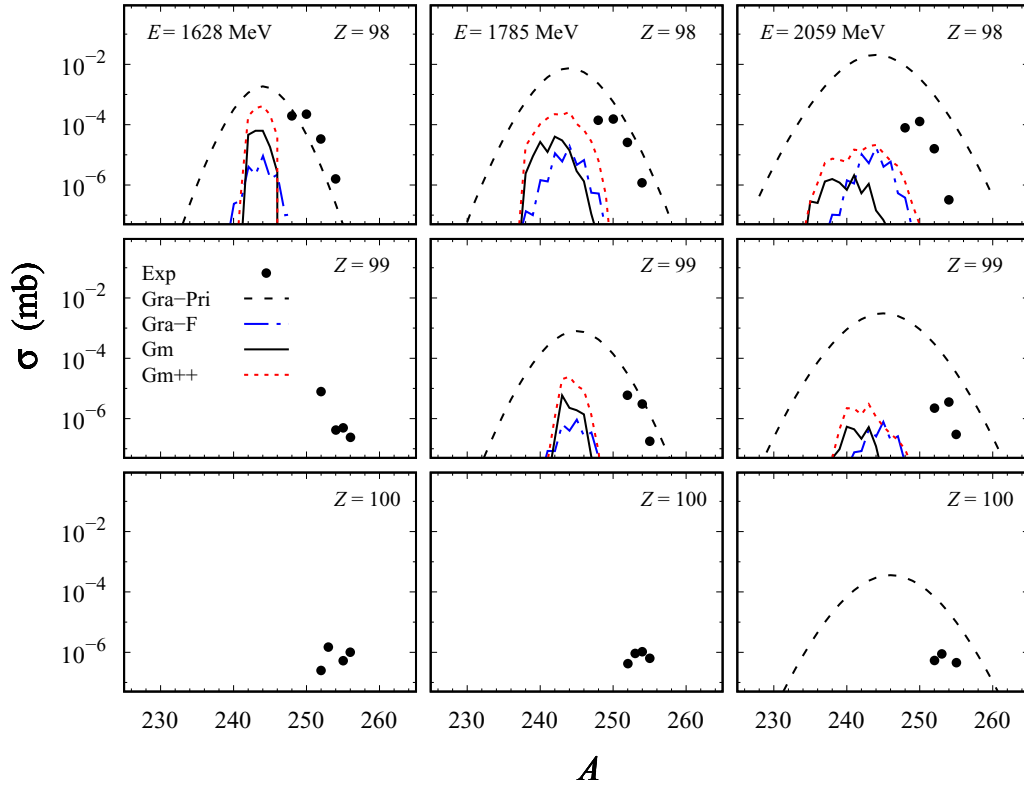 E = 1628 MeV Z = 98
E = 1785 MeV Z = 98
E = 2059 MeV Z = 98
10⁻²
10⁻⁴
10⁻⁶
Z = 99
Z = 99
Z = 99
Exp
Gra−Pri
Gra−F
Gm
Gm++
10⁻²
10⁻⁴
10⁻⁶
σ (mb)
Z = 100
Z = 100
Z = 100
10⁻²
10⁻⁴
10⁻⁶
230 240 250 260
230 240 250 260
230 240 250 260
A